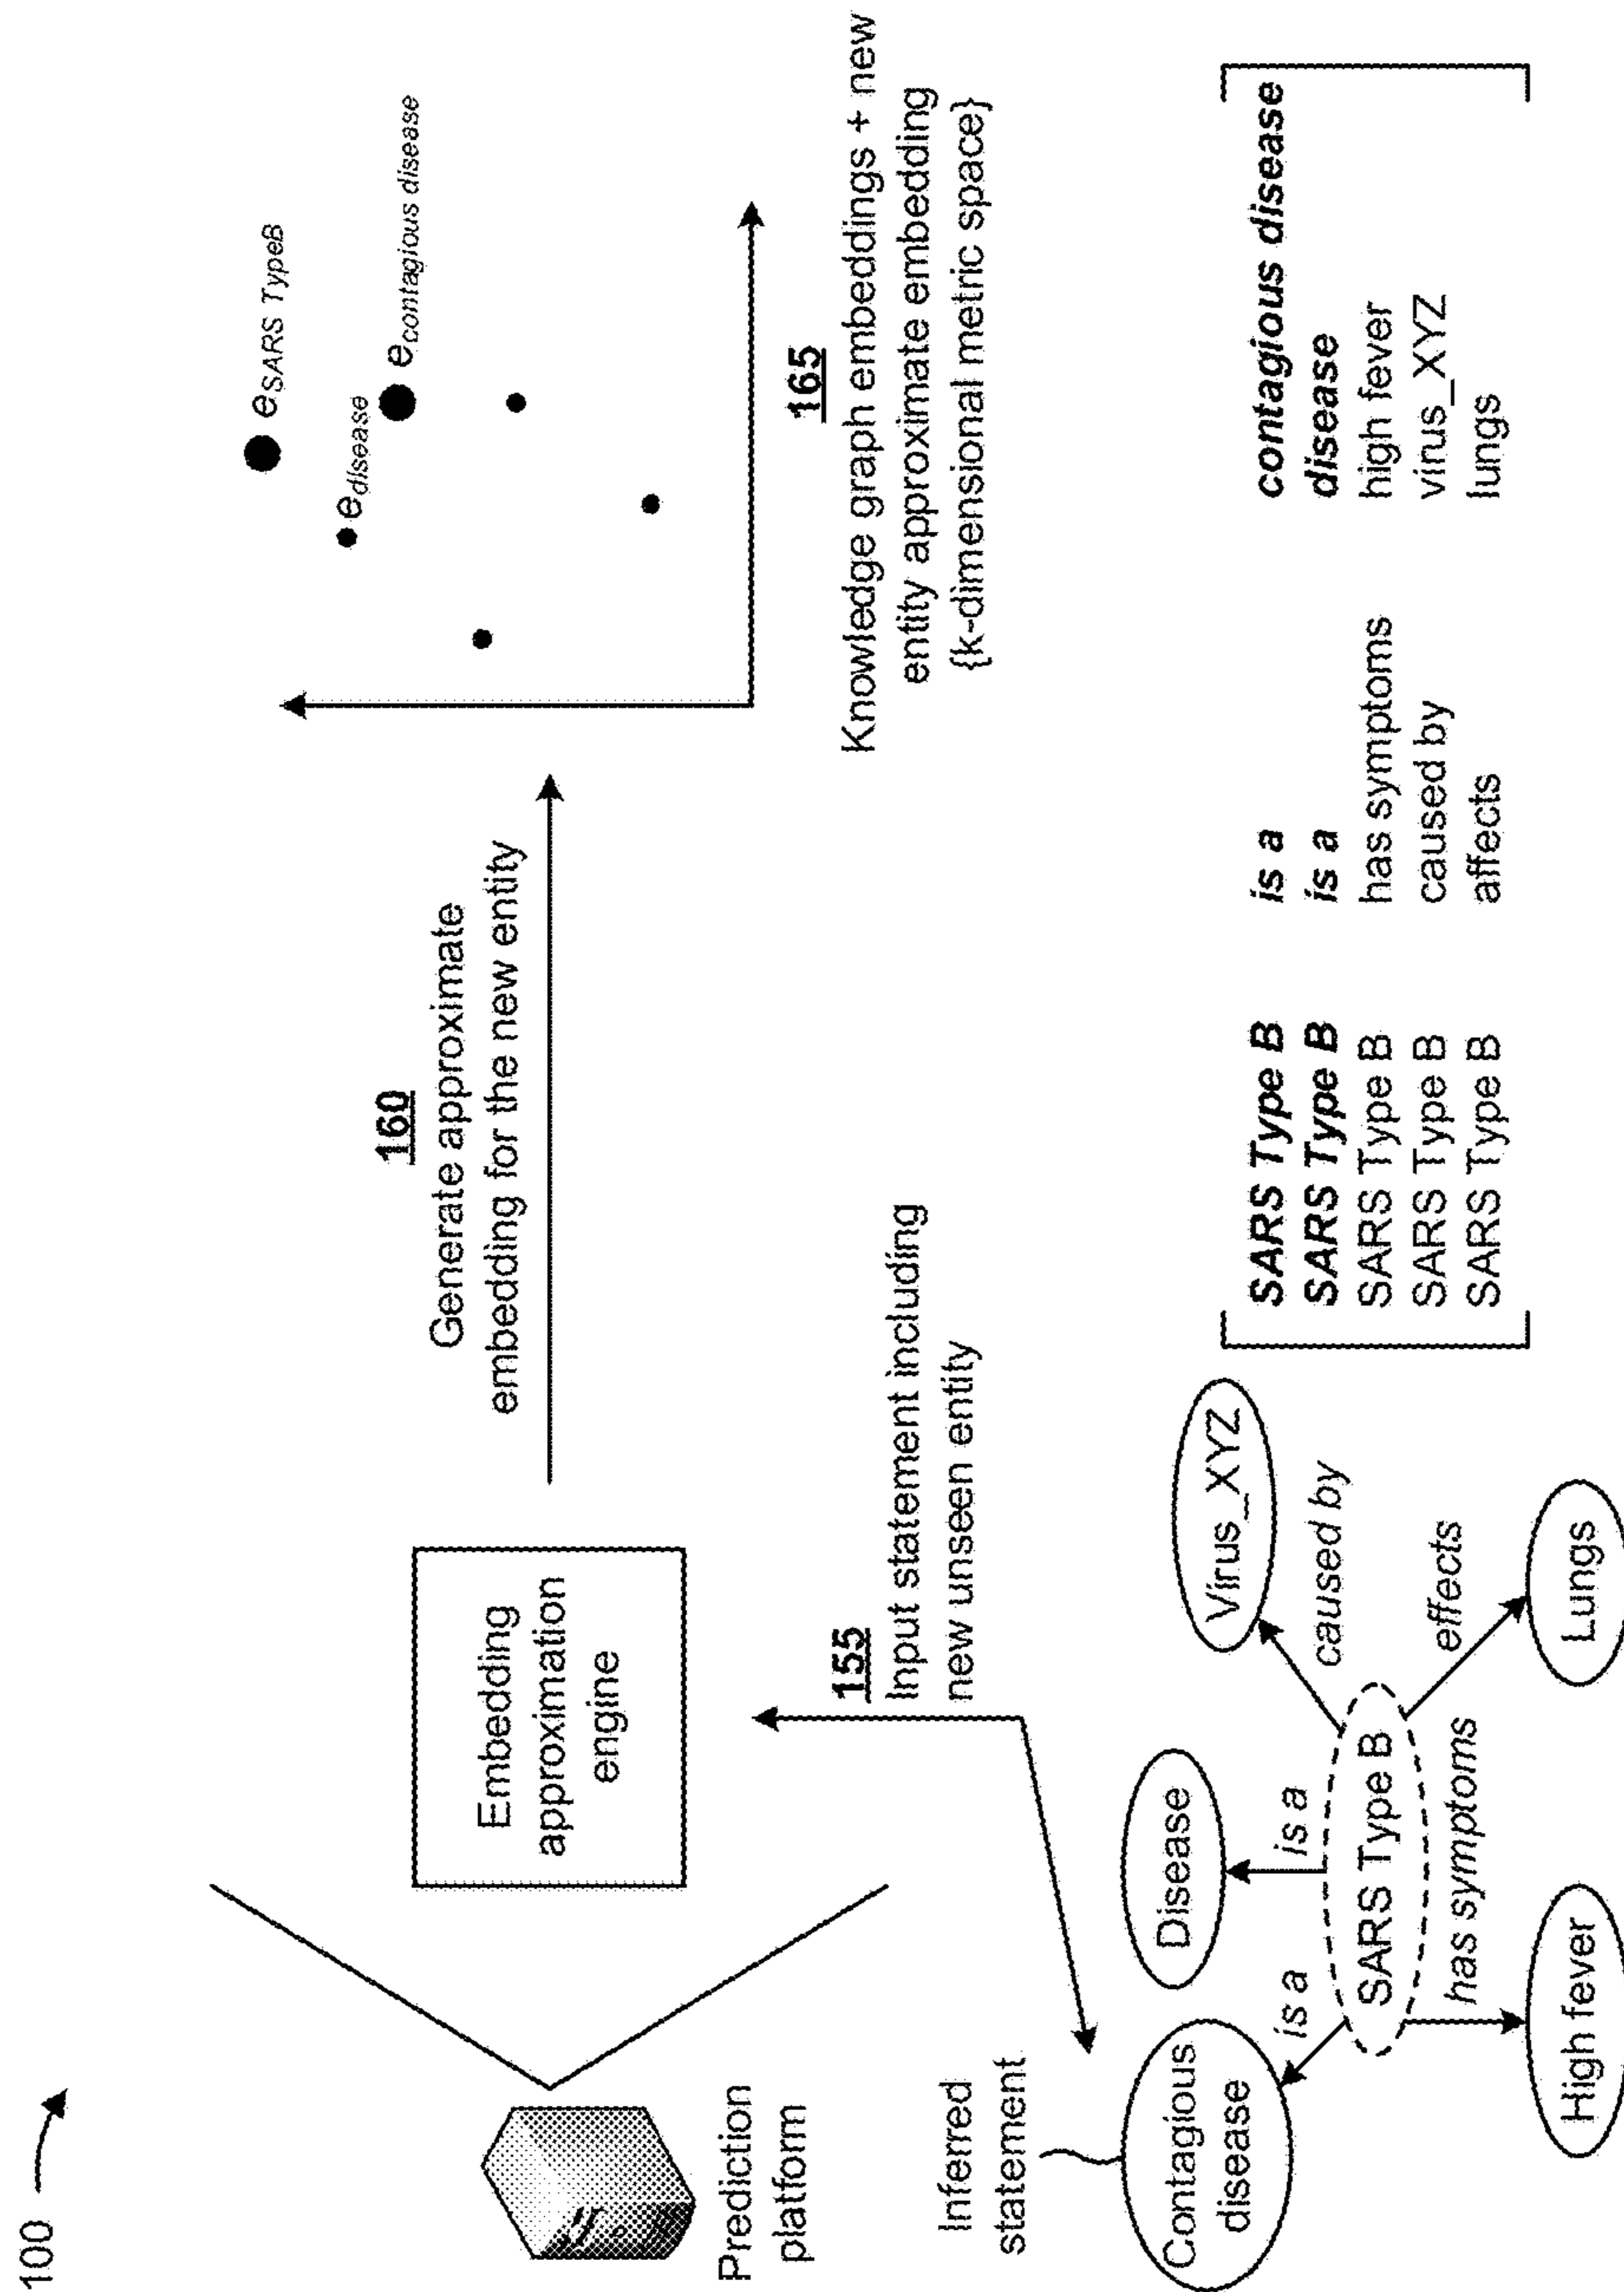 100
Prediction
platform
Embedding
approximation
engine
160
Generate approximate
embedding for the new entity
eSARS TypeB
edisease
econtagious disease
165
Knowledge graph embeddings + new
entity approximate embedding
{k-dimensional metric space}
155
Input statement including
new unseen entity
Inferred
statement
Contagious
disease
Disease
Virus_XYZ
is a
is a
caused by
SARS Type B
has symptoms
effects
High fever
Lungs
SARS Type B is a contagious disease
SARS Type B is a disease
SARS Type B has symptoms high fever
SARS Type B caused by virus_XYZ
SARS Type B affects lungs